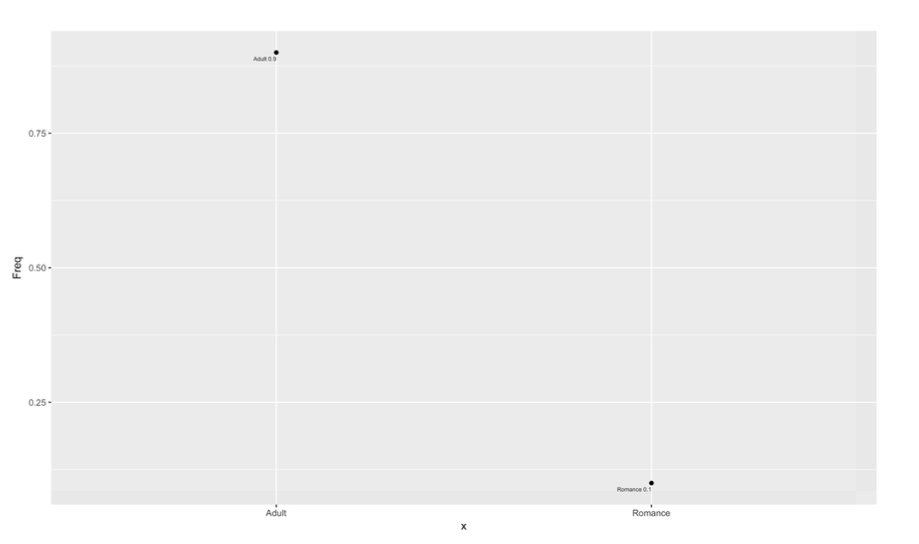 Adult 0.9
0.75
0.50
0.25
Freq
Romance 0.1
Adult
Romance
x